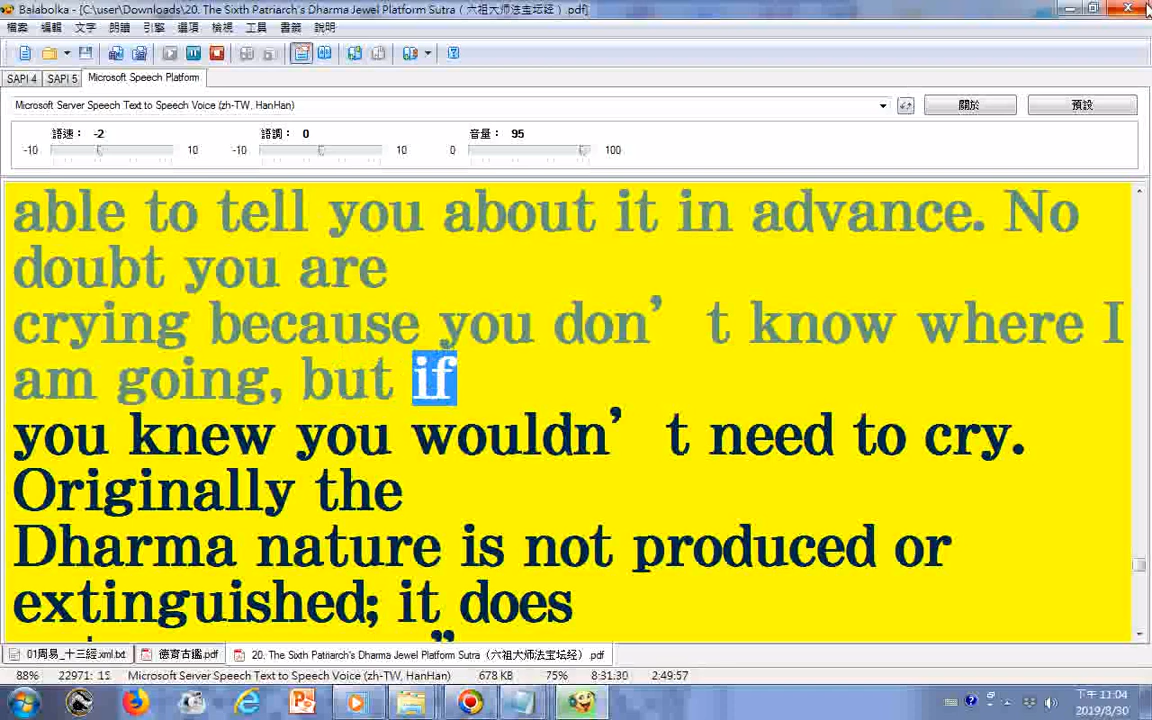 Balabolka - [C:\user\Downloads\20. The Sixth Patriarch's Dharma Jewel Platform Sutra（六祖大师法宝坛经）.pdf]
檔案 編輯 文字 朗讀 引擎 選項 檢視 工具 書籤 說明
SAPI 4 SAPI 5 Microsoft Speech Platform
Microsoft Server Speech Text to Speech Voice (zh-TW, HanHan) 關於 預設
語速： -2 語調： 0 音量： 95
-10 10 -10 10 0 100
able to tell you about it in advance. No
doubt you are
crying because you don’t know where I
am going, but if
you knew you wouldn’t need to cry.
Originally the
Dharma nature is not produced or
extinguished; it does
01周易_十三經.xml.txt 德育古鑑.pdf 20. The Sixth Patriarch's Dharma Jewel Platform Sutra（六祖大师法宝坛经）.pdf
88% 22971: 15 Microsoft Server Speech Text to Speech Voice (zh-TW, HanHan) 678 KB 75% 8:31:30 2:49:57
下午 11:04
2019/8/30